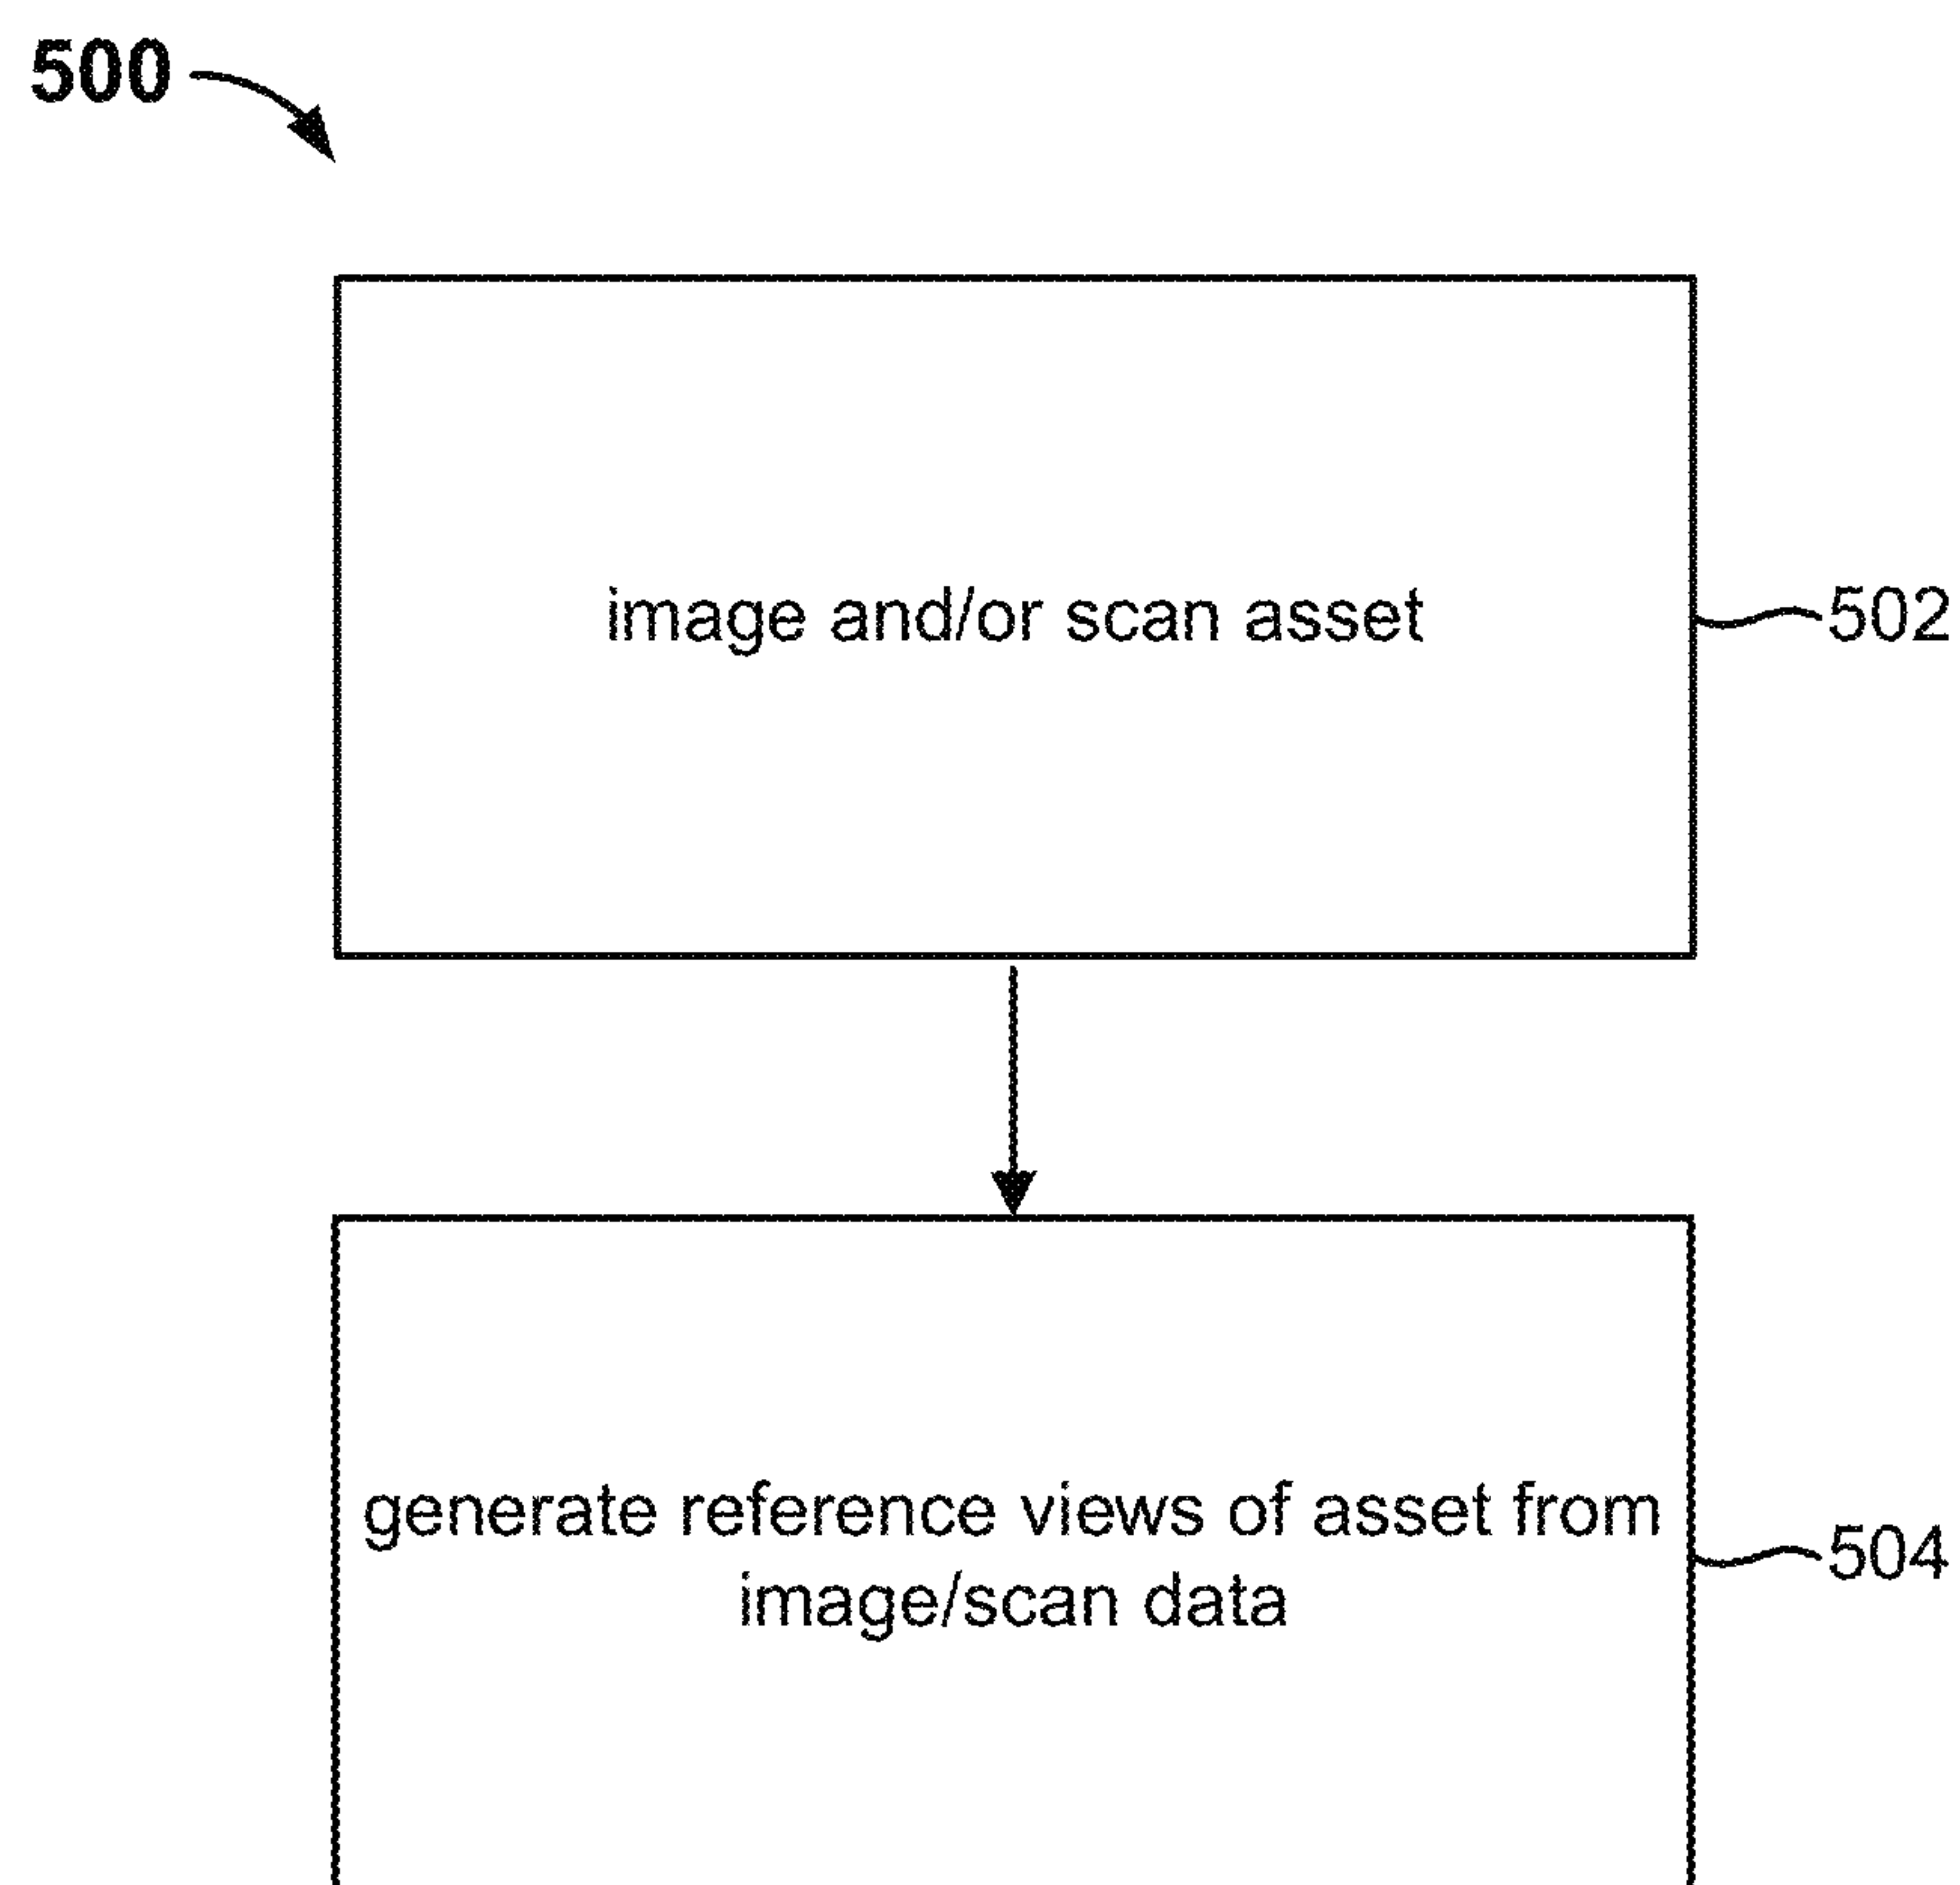 500
image and/or scan asset
502
generate reference views of asset from
image/scan data
504